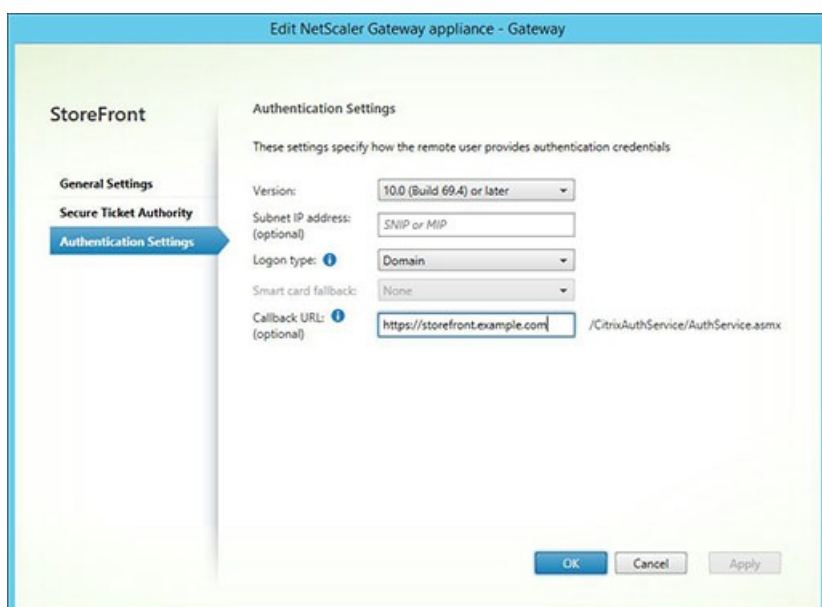 Edit NetScaler Gateway appliance - Gateway
StoreFront
General Settings
Secure Ticket Authority
Authentication Settings
Authentication Settings
These settings specify how the remote user provides authentication credentials
Version: 10.0 (Build 69.4) or later
Subnet IP address: SNIP or MIP
(optional)
Logon type: Domain
Smart card fallback: None
Callback URL: https://storefront.example.com /CitrixAuthService/AuthService.asmx
(optional)
OK Cancel Apply